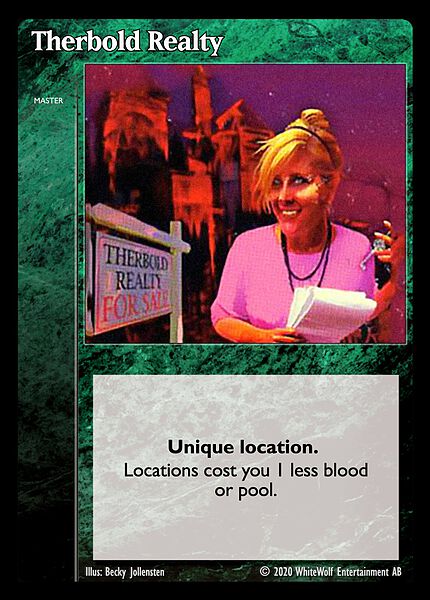 Therbold Realty
MASTER
THERBOLD
REALTY
FOR SALE
Unique location.
Locations cost you 1 less blood
or pool.
Illus: Becky Jollensten
© 2020 WhiteWolf Entertainment AB